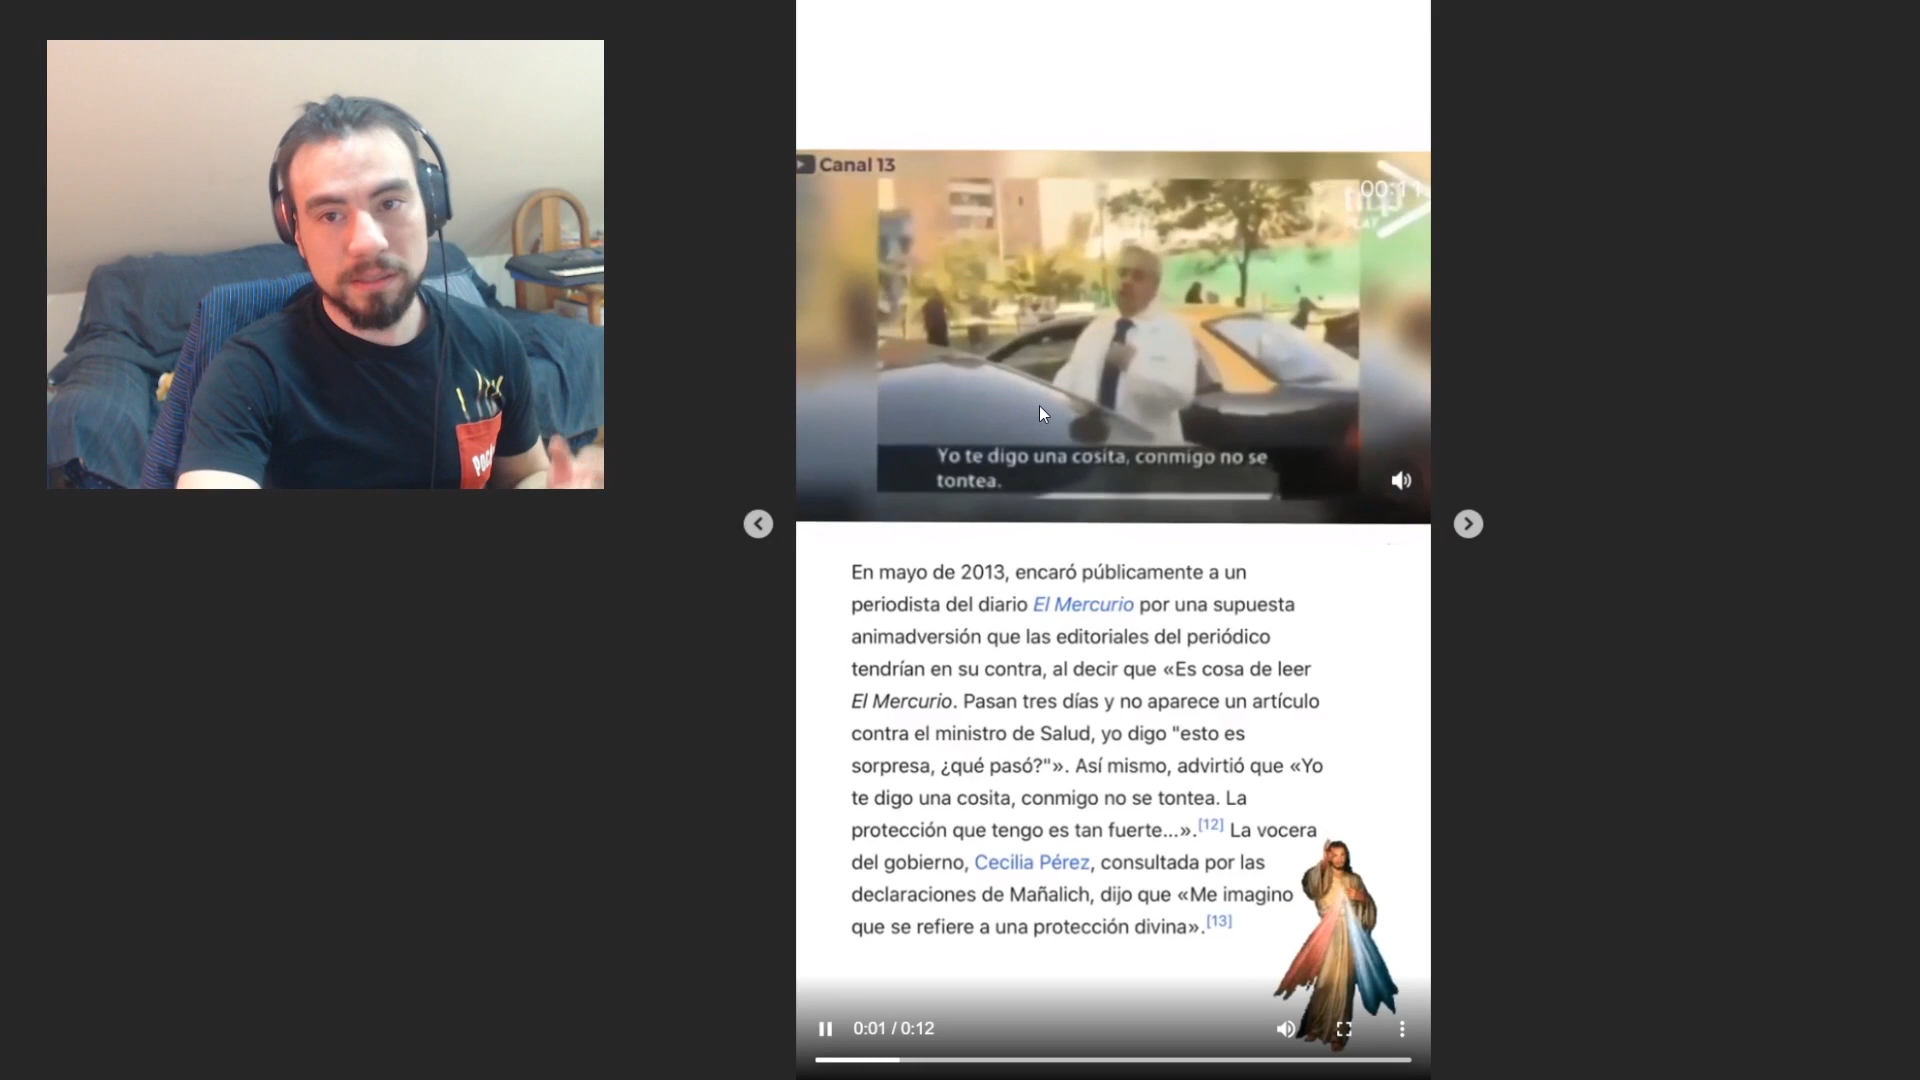 Canal 13
00:11
Yo te digo una cosita, conmigo no se
tontea.
En mayo de 2013, encaró públicamente a un
periodista del diario El Mercurio por una supuesta
animadversión que las editoriales del periódico
tendrían en su contra, al decir que «Es cosa de leer
El Mercurio. Pasan tres días y no aparece un artículo
contra el ministro de Salud, yo digo "esto es
sorpresa, ¿qué pasó?"». Así mismo, advirtió que «Yo
te digo una cosita, conmigo no se tontea. La
protección que tengo es tan fuerte...».[12] La vocera
del gobierno, Cecilia Pérez, consultada por las
declaraciones de Mañalich, dijo que «Me imagino
que se refiere a una protección divina».[13]
0:01 / 0:12